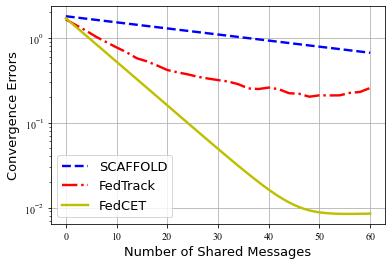 Convergence Errors
10⁰
10⁻¹
10⁻²
SCAFFOLD
FedTrack
FedCET
0 10 20 30 40 50 60
Number of Shared Messages